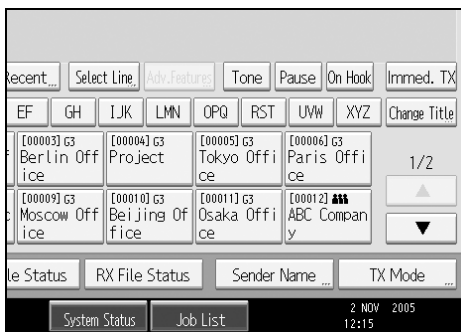 Recent... Select Line... Adv.Features Tone Pause On Hook Immed. TX
EF GH IJK LMN OPQ RST UVW XYZ Change Title
[00003] G3 [00004] G3 [00005] G3 [00006] G3
Berlin Off Project Tokyo Offi Paris Offi
ice ce ce
1/2
[00009] G3 [00010] G3 [00011] G3 [00012]
Moscow Off Beijing Of Osaka Offi ABC Compan
ice fice ce y
le Status RX File Status Sender Name ... TX Mode ...
System Status Job List 2 NOV 2005
12:15